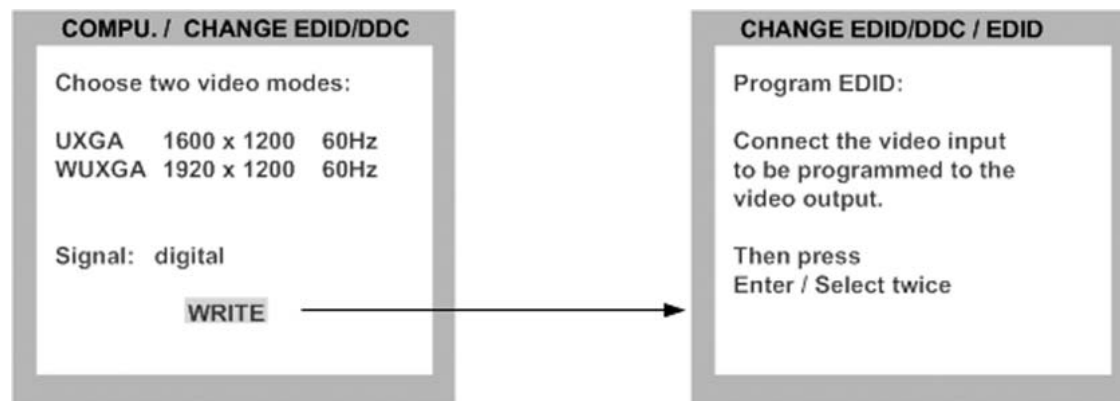 COMPU. / CHANGE EDID/DDC
Choose two video modes:
UXGA 1600 x 1200 60Hz
WUXGA 1920 x 1200 60Hz
Signal: digital
WRITE
CHANGE EDID/DDC / EDID
Program EDID:
Connect the video input
to be programmed to the
video output.
Then press
Enter / Select twice